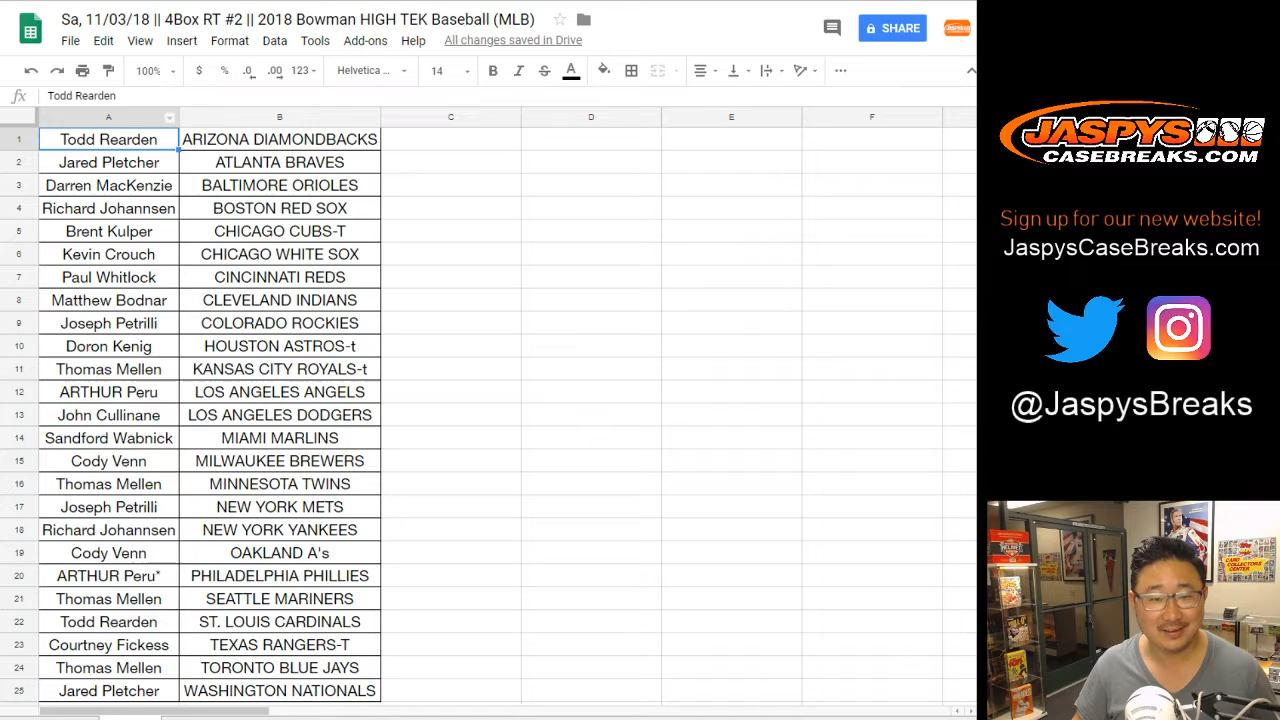 Sa, 11/03/18 || 4Box RT #2 || 2018 Bowman HIGH TEK Baseball (MLB)
File Edit View Insert Format Data Tools Add-ons Help All changes saved in Drive
SHARE
100% $ % .0 .00 123 Helvetica ... 14 B I S A
fx Todd Rearden
A B C D E F
1 Todd Rearden ARIZONA DIAMONDBACKS
2 Jared Pletcher ATLANTA BRAVES
3 Darren MacKenzie BALTIMORE ORIOLES
4 Richard Johannsen BOSTON RED SOX
5 Brent Kulper CHICAGO CUBS-T
6 Kevin Crouch CHICAGO WHITE SOX
7 Paul Whitlock CINCINNATI REDS
8 Matthew Bodnar CLEVELAND INDIANS
9 Joseph Petrilli COLORADO ROCKIES
10 Doron Kenig HOUSTON ASTROS-t
11 Thomas Mellen KANSAS CITY ROYALS-t
12 ARTHUR Peru LOS ANGELES ANGELS
13 John Cullinane LOS ANGELES DODGERS
14 Sandford Wabnick MIAMI MARLINS
15 Cody Venn MILWAUKEE BREWERS
16 Thomas Mellen MINNESOTA TWINS
17 Joseph Petrilli NEW YORK METS
18 Richard Johannsen NEW YORK YANKEES
19 Cody Venn OAKLAND A's
20 ARTHUR Peru* PHILADELPHIA PHILLIES
21 Thomas Mellen SEATTLE MARINERS
22 Todd Rearden ST. LOUIS CARDINALS
23 Courtney Fickess TEXAS RANGERS-T
24 Thomas Mellen TORONTO BLUE JAYS
25 Jared Pletcher WASHINGTON NATIONALS
JASPYS
CASEBREAKS.COM
Sign up for our new website!
JaspysCaseBreaks.com
@JaspysBreaks
CARD
COLLECTORS
CENTER